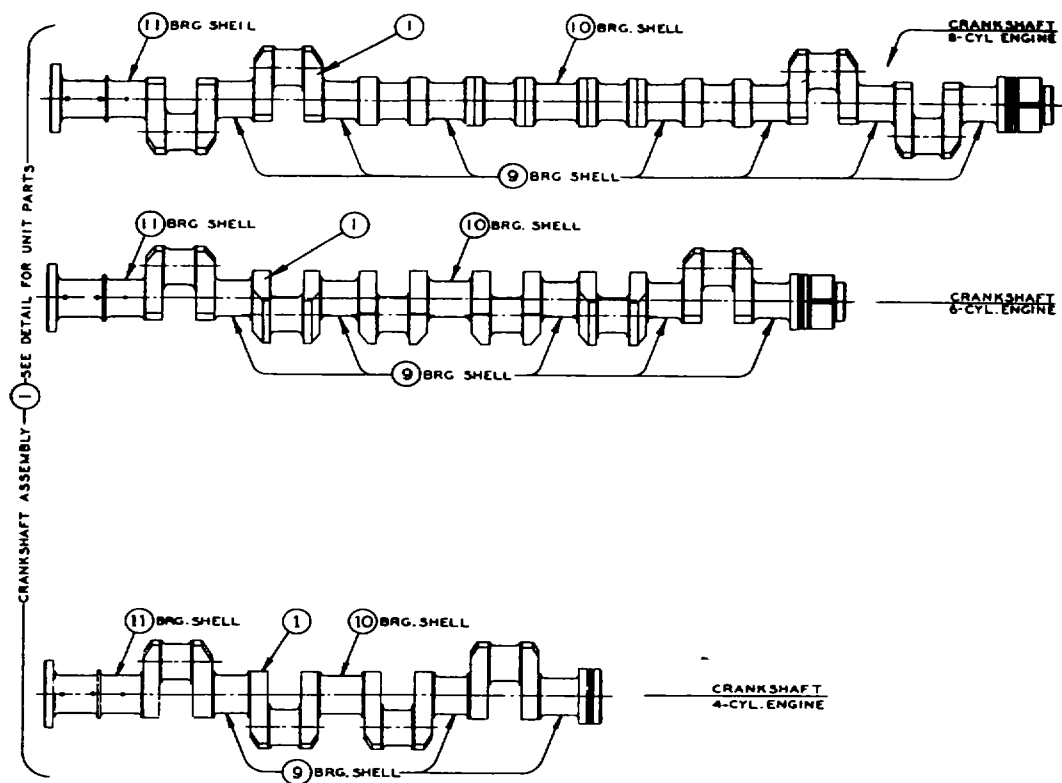 11 BRG SHELL
1
10 BRG. SHELL
CRANKSHAFT
8-CYL ENGINE
9 BRG SHELL
11 BRG SHELL
1
10 BRG. SHELL
CRANKSHAFT
6-CYL. ENGINE
9 BRG SHELL
CRANKSHAFT ASSEMBLY 1 SEE DETAIL FOR UNIT PARTS
11 BRG. SHELL
1
10 BRG. SHELL
CRANKSHAFT
4-CYL. ENGINE
9 BRG. SHELL